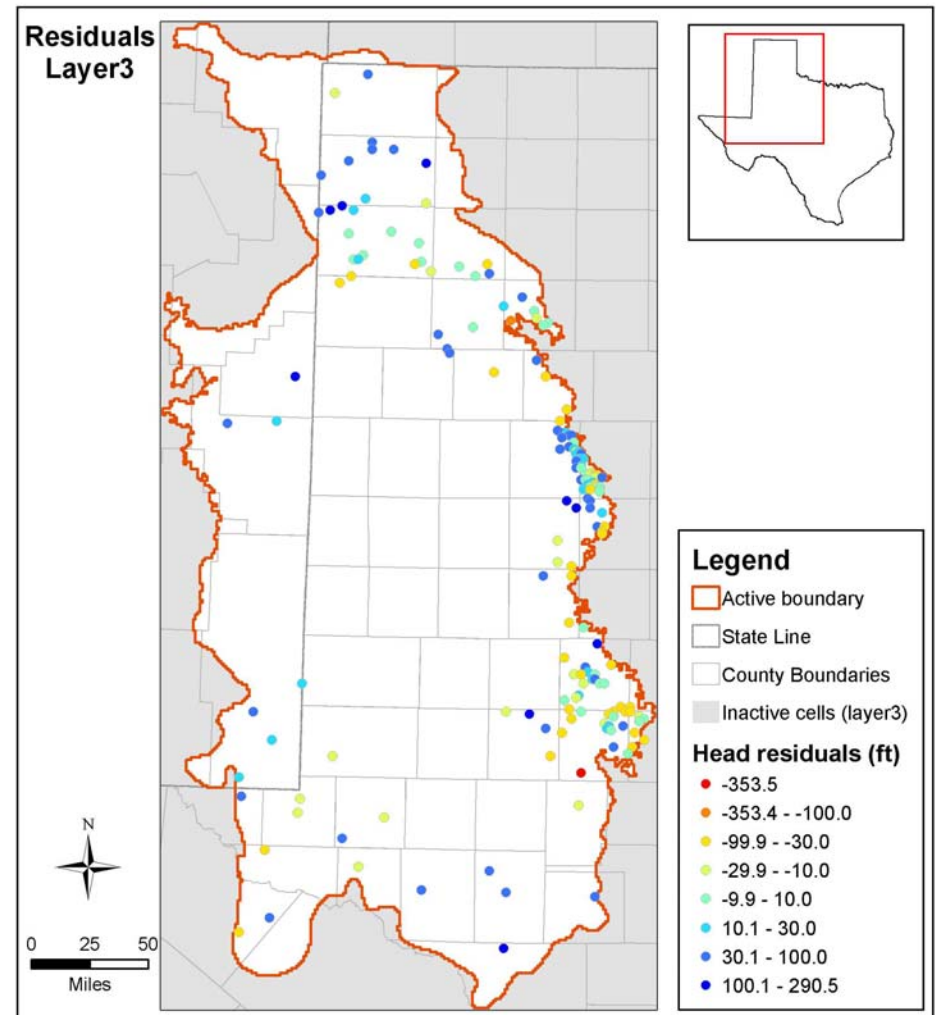 Residuals
Layer3
N
0 25 50
Miles
Legend
Active boundary
State Line
County Boundaries
Inactive cells (layer3)
Head residuals (ft)
-353.5
-353.4 - -100.0
-99.9 - -30.0
-29.9 - -10.0
-9.9 - 10.0
10.1 - 30.0
30.1 - 100.0
100.1 - 290.5